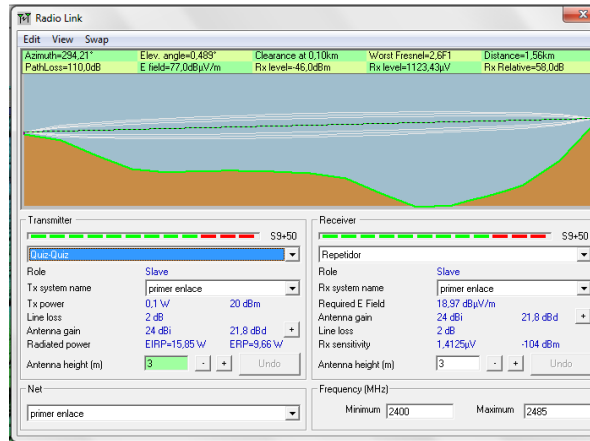 Radio Link
Edit View Swap
Azimuth=294,21° Elev. angle=0,489° Clearance at 0,10km Worst Fresnel=2,6F1 Distance=1,56km
PathLoss=110,0dB E field=77,0dBµV/m Rx level=-46,0dBm Rx level=1123,43µV Rx Relative=58,0dB
Transmitter
S9+50
Quiz-Quiz
Role Slave
Tx system name primer enlace
Tx power 0,1 W 20 dBm
Line loss 2 dB
Antenna gain 24 dBi 21,8 dBd +
Radiated power EIRP=15,85 W ERP=9,66 W
Antenna height (m) 3 - + Undo
Net
primer enlace
Receiver
S9+50
Repetidor
Role Slave
Rx system name primer enlace
Required E Field 18,97 dBµV/m
Antenna gain 24 dBi 21,8 dBd +
Line loss 2 dB
Rx sensitivity 1,4125µV -104 dBm
Antenna height (m) 3 - + Undo
Frequency (MHz)
Minimum 2400 Maximum 2485